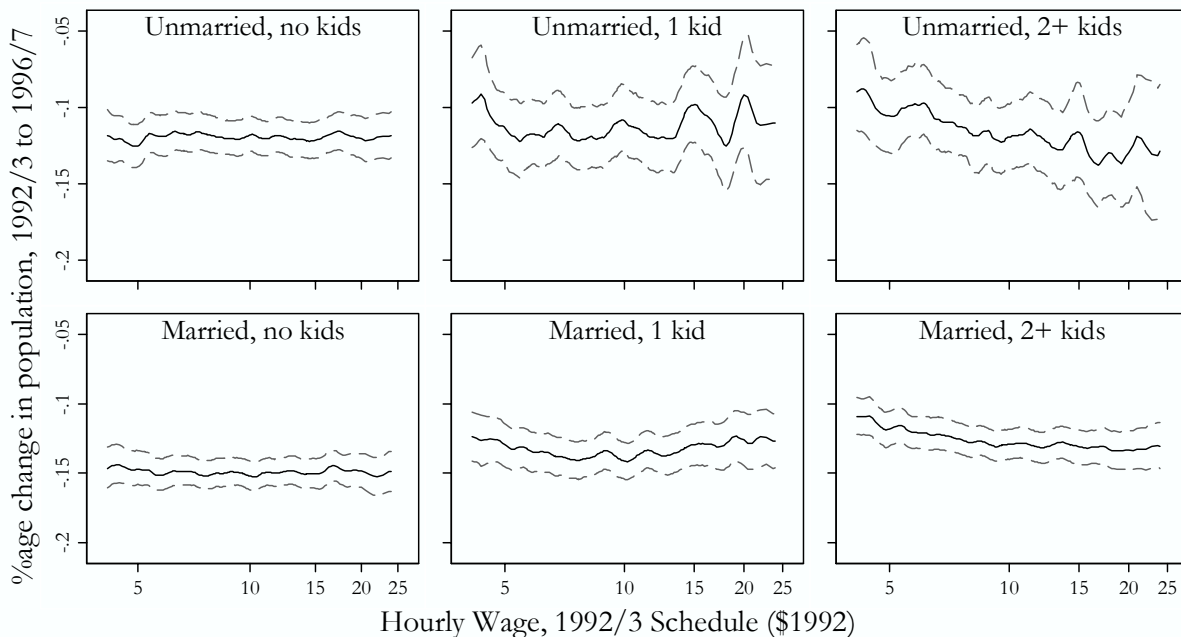 %age change in population, 1992/3 to 1996/7
Unmarried, no kids
Unmarried, 1 kid
Unmarried, 2+ kids
-.05
-.1
-.15
-.2
Married, no kids
Married, 1 kid
Married, 2+ kids
-.05
-.1
-.15
-.2
5 10 15 20 25
5 10 15 20 25
5 10 15 20 25
Hourly Wage, 1992/3 Schedule ($1992)